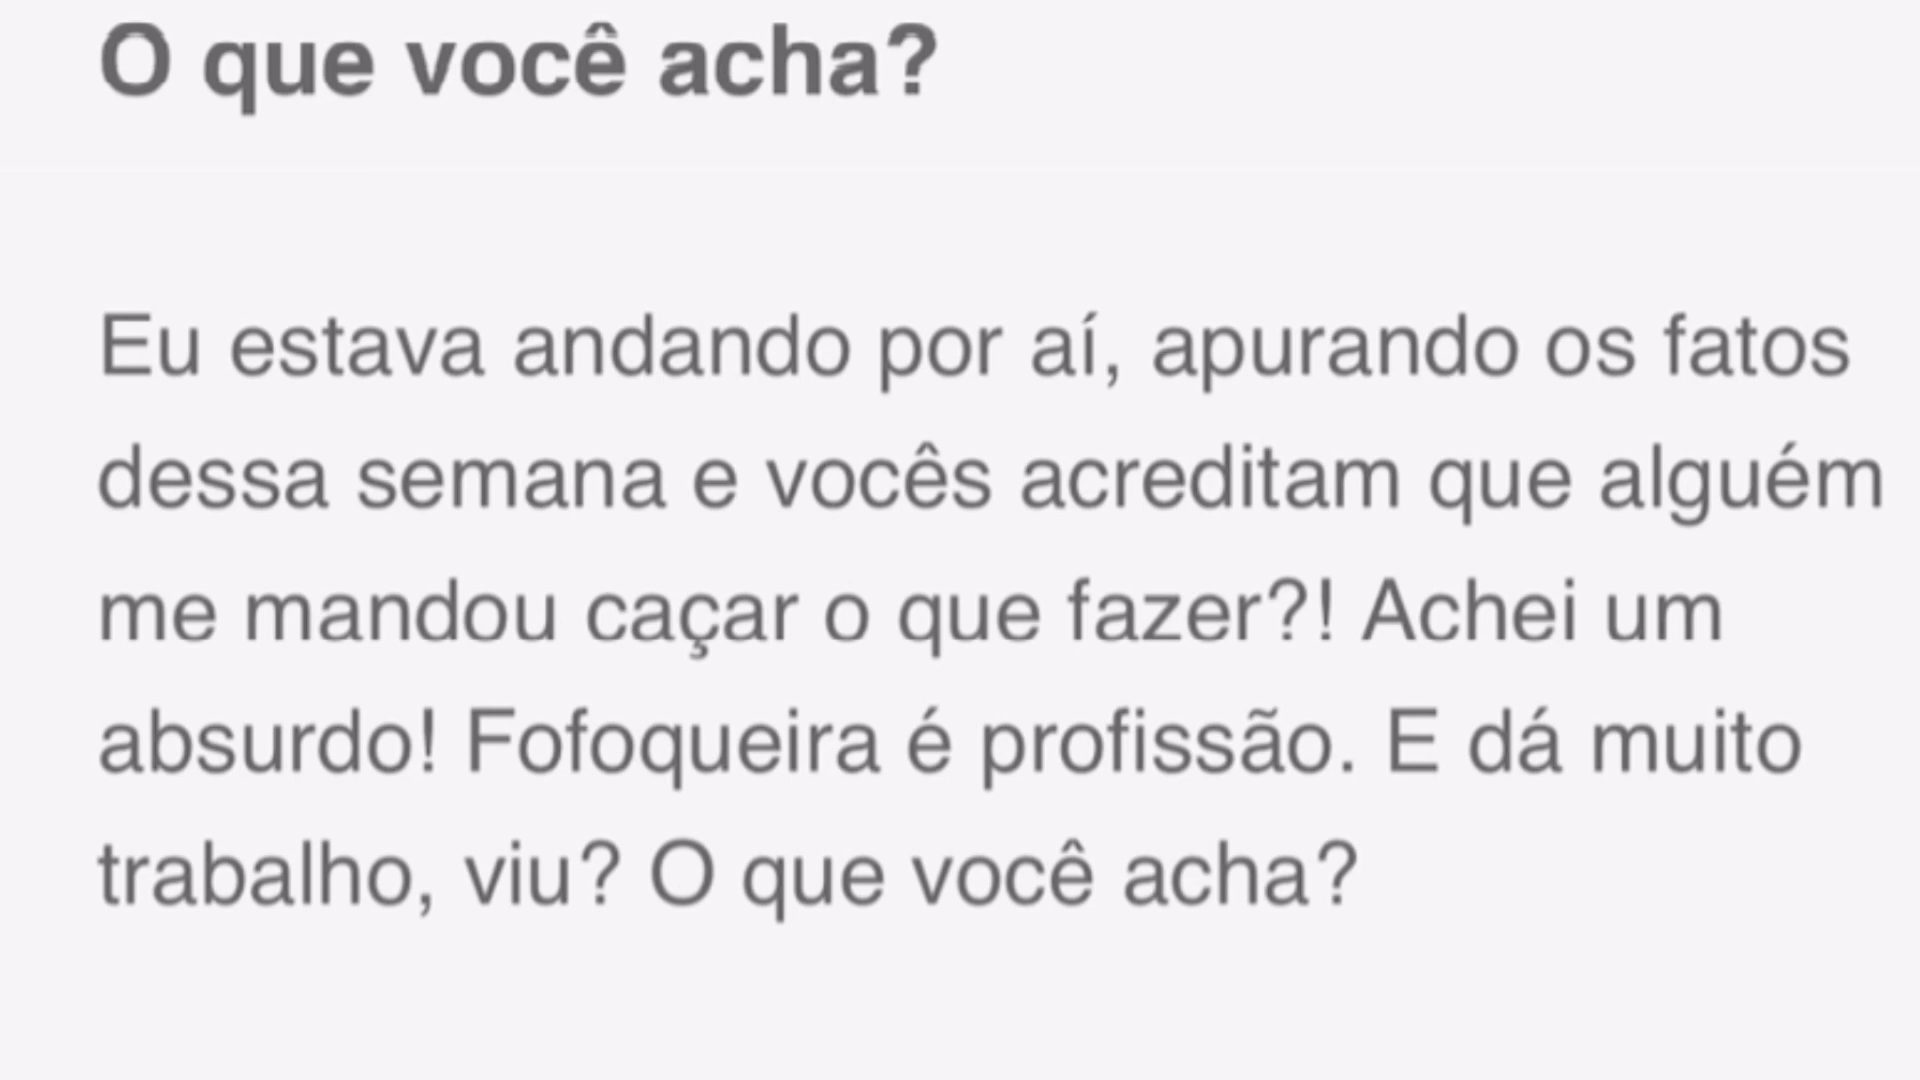 O que você acha?
Eu estava andando por aí, apurando os fatos
dessa semana e vocês acreditam que alguém
me mandou caçar o que fazer?! Achei um
absurdo! Fofoqueira é profissão. E dá muito
trabalho, viu? O que você acha?